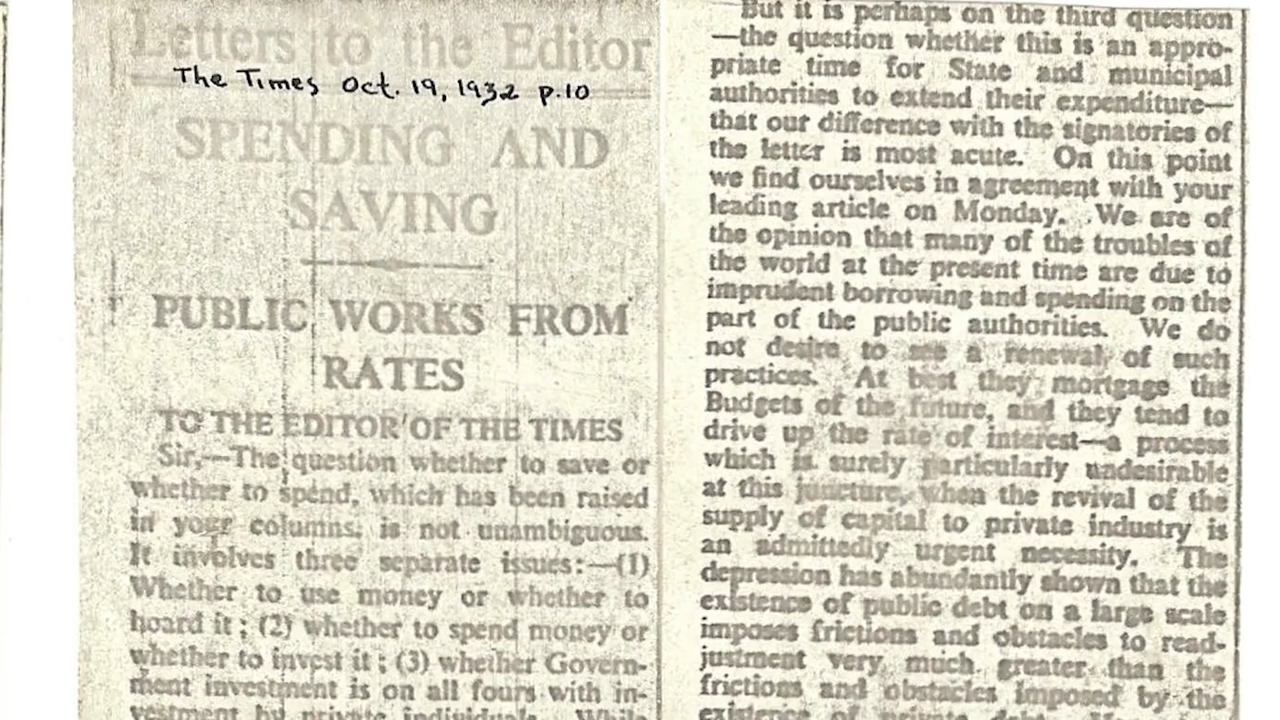 Letters to the Editor
The Times Oct. 19, 1932 p.10
SPENDING AND
SAVING
PUBLIC WORKS FROM
RATES
TO THE EDITOR OF THE TIMES
Sir,—The question whether to save or
whether to spend, which has been raised
in your columns, is not unambiguous.
It involves three separate issues:—(1)
Whether to use money or whether to
hoard it; (2) whether to spend money or
whether to invest it; (3) whether Govern-
ment investment is on all fours with in-
vestment by private individuals. While
But it is perhaps on the third question
—the question whether this is an appro-
priate time for State and municipal
authorities to extend their expenditure—
that our difference with the signatories of
the letter is most acute. On this point
we find ourselves in agreement with your
leading article on Monday. We are of
the opinion that many of the troubles of
the world at the present time are due to
imprudent borrowing and spending on the
part of the public authorities. We do
not desire to see a renewal of such
practices. At best they mortgage the
Budgets of the future, and they tend to
drive up the rate of interest—a process
which is surely particularly undesirable
at this juncture, when the revival of the
supply of capital to private industry is
an admittedly urgent necessity. The
depression has abundantly shown that the
existence of public debt on a large scale
imposes frictions and obstacles to read-
justment very much greater than the
frictions and obstacles imposed by the
existence of private debt